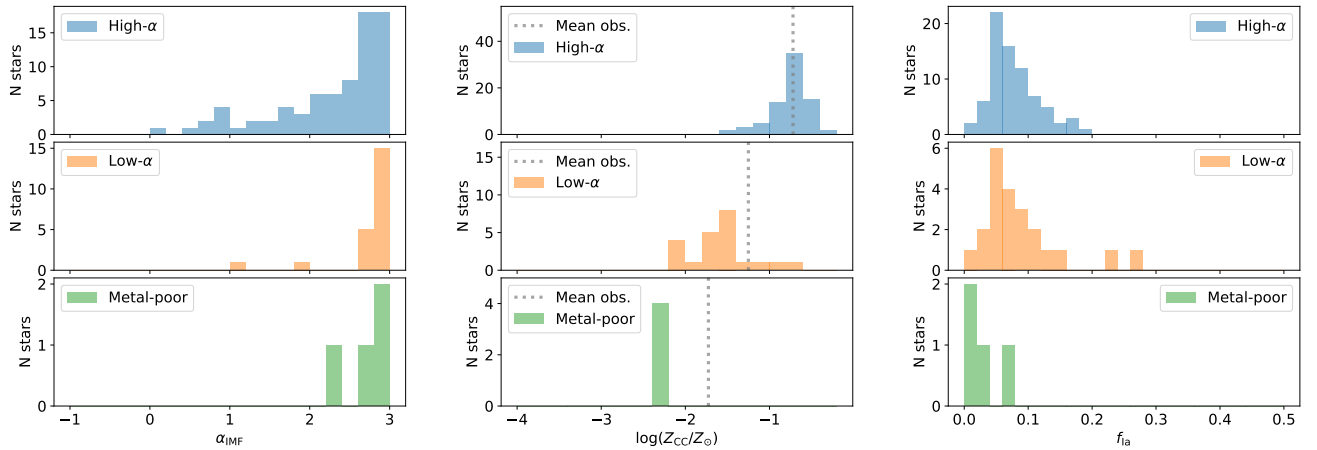 N stars
15
10
5
0
High-α
N stars
40
20
0
Mean obs.
High-α
N stars
20
10
0
High-α
N stars
15
10
5
0
Low-α
N stars
15
10
5
0
Mean obs.
Low-α
N stars
6
4
2
0
Low-α
N stars
2
1
0
Metal-poor
−1 0 1 2 3
α_IMF
N stars
4
2
0
Mean obs.
Metal-poor
−4 −3 −2 −1
log(Z_CC/Z_⊙)
N stars
2
1
0
Metal-poor
0.0 0.1 0.2 0.3 0.4 0.5
f_Ia